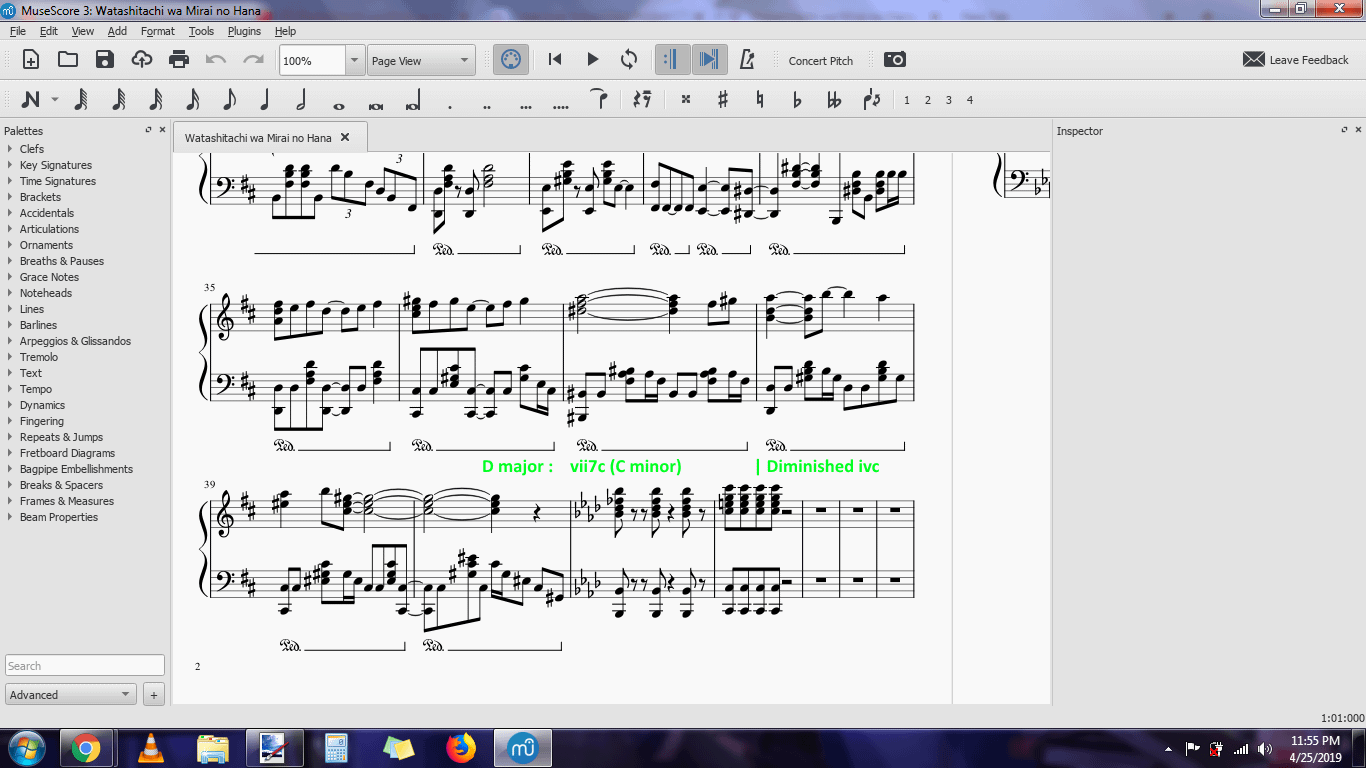 MuseScore 3: Watashitachi wa Mirai no Hana
File Edit View Add Format Tools Plugins Help
100% Page View Concert Pitch Leave Feedback
1 2 3 4
Palettes
Watashitachi wa Mirai no Hana
Inspector
Clefs
Key Signatures
Time Signatures
Brackets
Accidentals
Articulations
Ornaments
Breaths & Pauses
Grace Notes
Noteheads
Lines
Barlines
Arpeggios & Glissandos
Tremolo
Text
Tempo
Dynamics
Fingering
Repeats & Jumps
Fretboard Diagrams
Bagpipe Embellishments
Breaks & Spacers
Frames & Measures
Beam Properties
Search
Advanced +
3
3
Ped. Ped. Ped. Ped. Ped.
35
Ped. Ped. Ped. Ped.
D major : vii7c (C minor) | Diminished ivc
39
Ped. Ped.
2
1:01:000
11:55 PM
4/25/2019